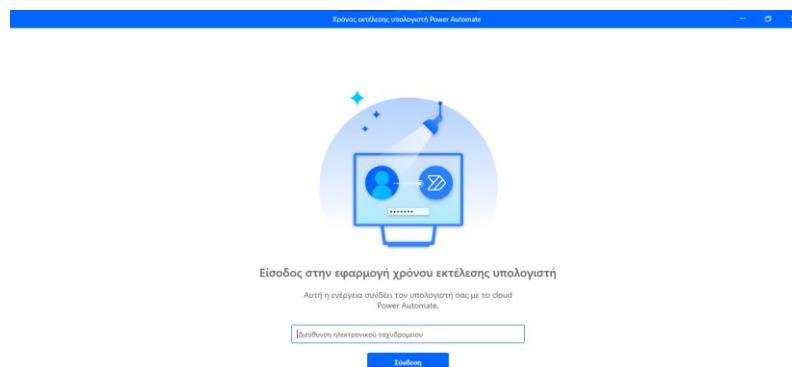 Χρόνος εκτέλεσης υπολογιστή Power Automate
Είσοδος στην εφαρμογή χρόνου εκτέλεσης υπολογιστή
Αυτή η ενέργεια συνδέει τον υπολογιστή σας με το cloud
Power Automate.
Διεύθυνση ηλεκτρονικού ταχυδρομείου
Σύνδεση